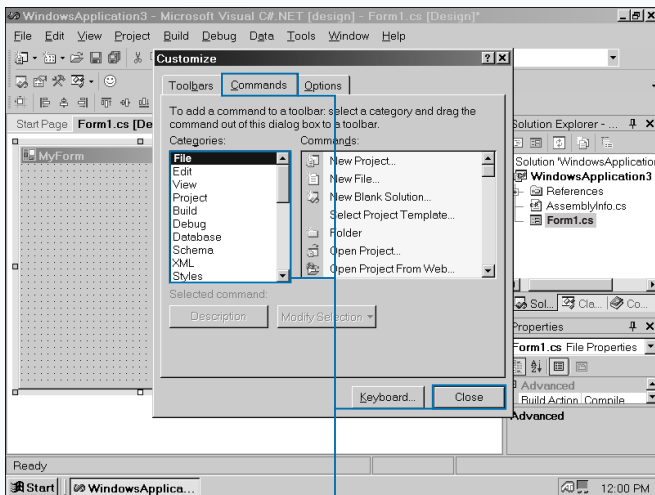 WindowsApplication3 - Microsoft Visual C#.NET [design] - Form1.cs [Design]*
File Edit View Project Build Debug Data Tools Window Help
Customize
Toolbars Commands Options
To add a command to a toolbar: select a category and drag the
command out of this dialog box to a toolbar.
Categories:
File
Edit
View
Project
Build
Debug
Database
Schema
XML
Styles
Commands:
New Project...
New File...
New Blank Solution...
Select Project Template...
Folder
Open Project...
Open Project From Web...
Selected command:
Description Modify Selection
Keyboard... Close
Start Page Form1.cs [De
MyForm
Solution Explorer - ...
Solution 'WindowsApplication
WindowsApplication3
References
AssemblyInfo.cs
Form1.cs
Sol... Cla... Co...
Properties
Form1.cs File Properties
Advanced
Build Action Compile
Advanced
Ready
Start WindowsApplica... 12:00 PM